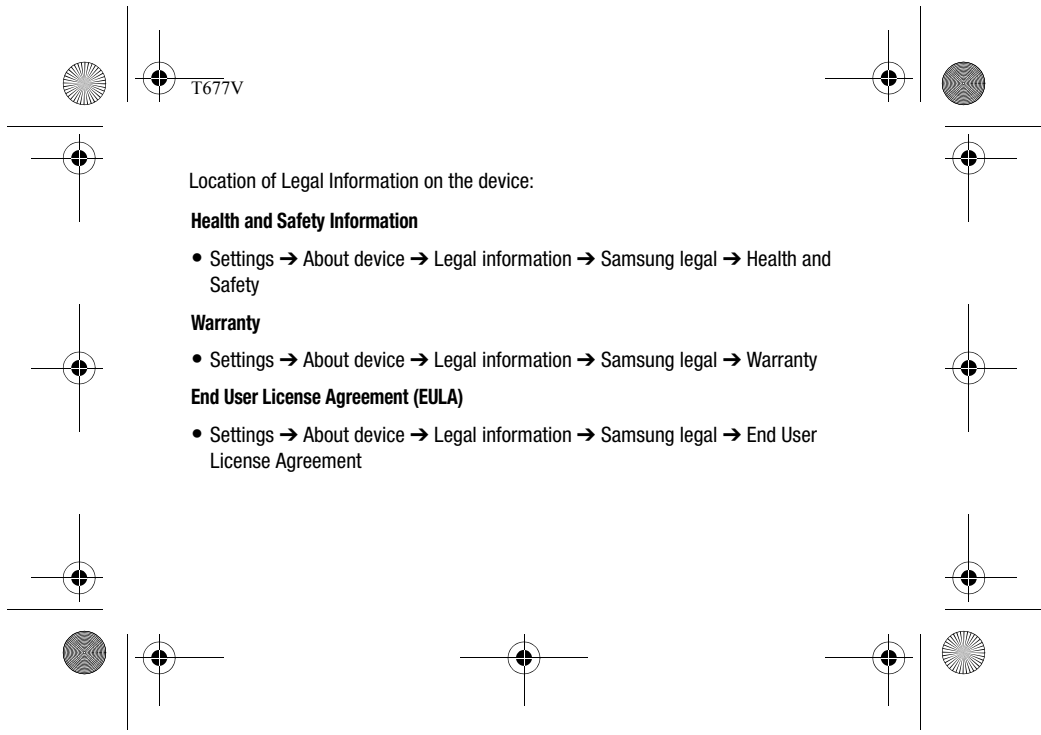 T677V
Location of Legal Information on the device:
Health and Safety Information
• Settings ➔ About device ➔ Legal information ➔ Samsung legal ➔ Health and
Safety
Warranty
• Settings ➔ About device ➔ Legal information ➔ Samsung legal ➔ Warranty
End User License Agreement (EULA)
• Settings ➔ About device ➔ Legal information ➔ Samsung legal ➔ End User
License Agreement